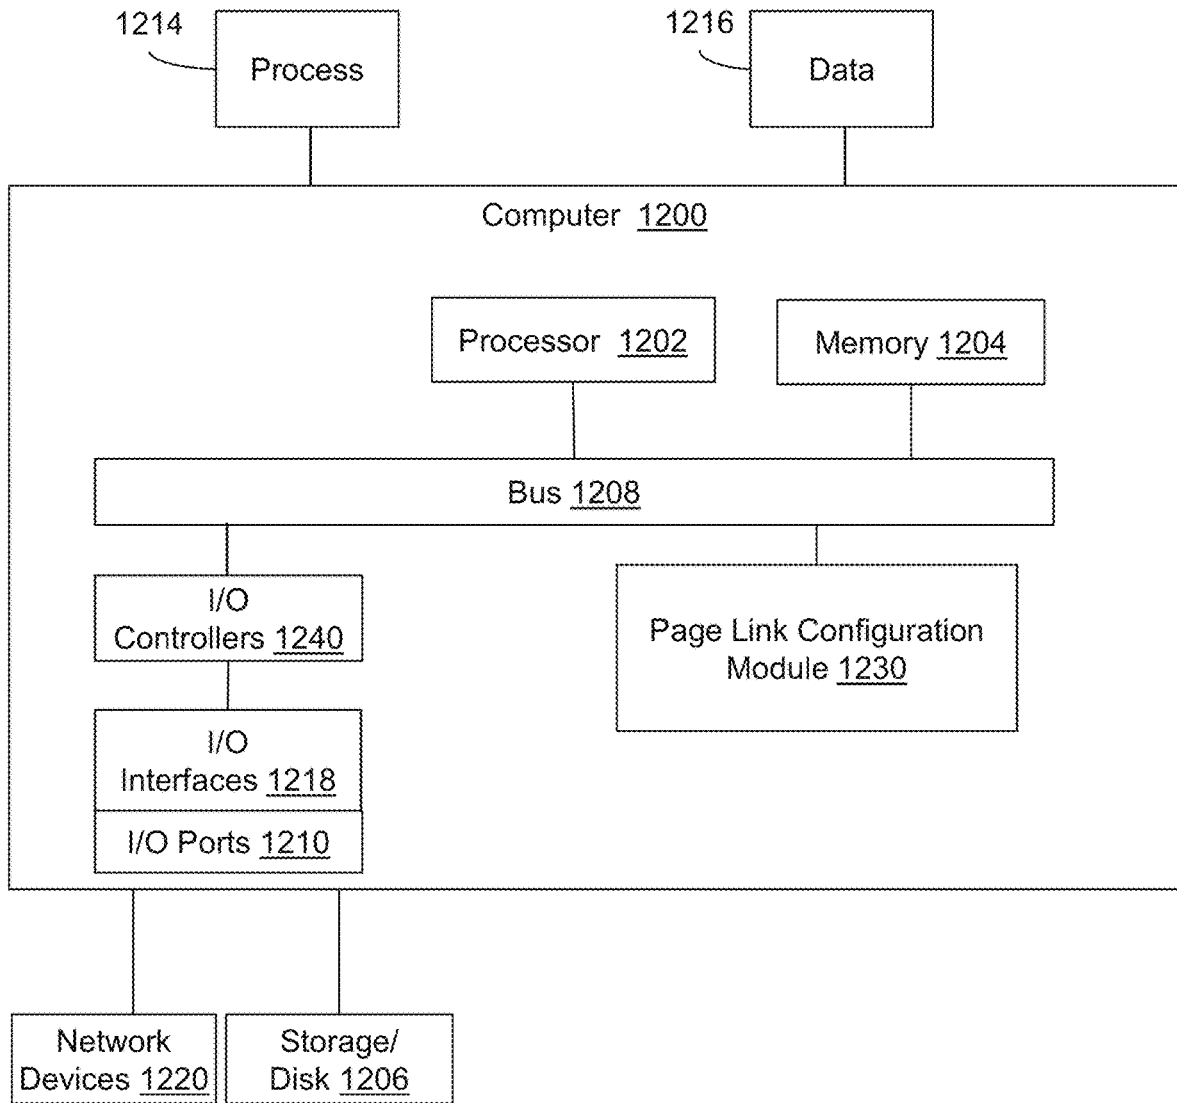 1214
1216
Process
Data
Computer 1200
Processor 1202
Memory 1204
Bus 1208
I/O
Controllers 1240
Page Link Configuration
Module 1230
I/O
Interfaces 1218
I/O Ports 1210
Network
Devices 1220
Storage/
Disk 1206